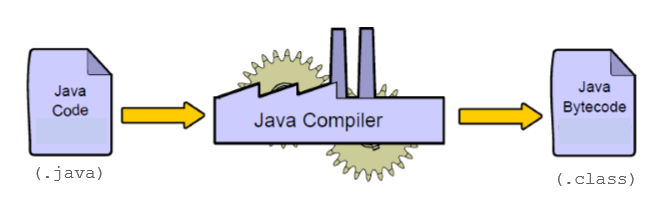 Java
Code
(.java)
Java Compiler
Java
Bytecode
(.class)